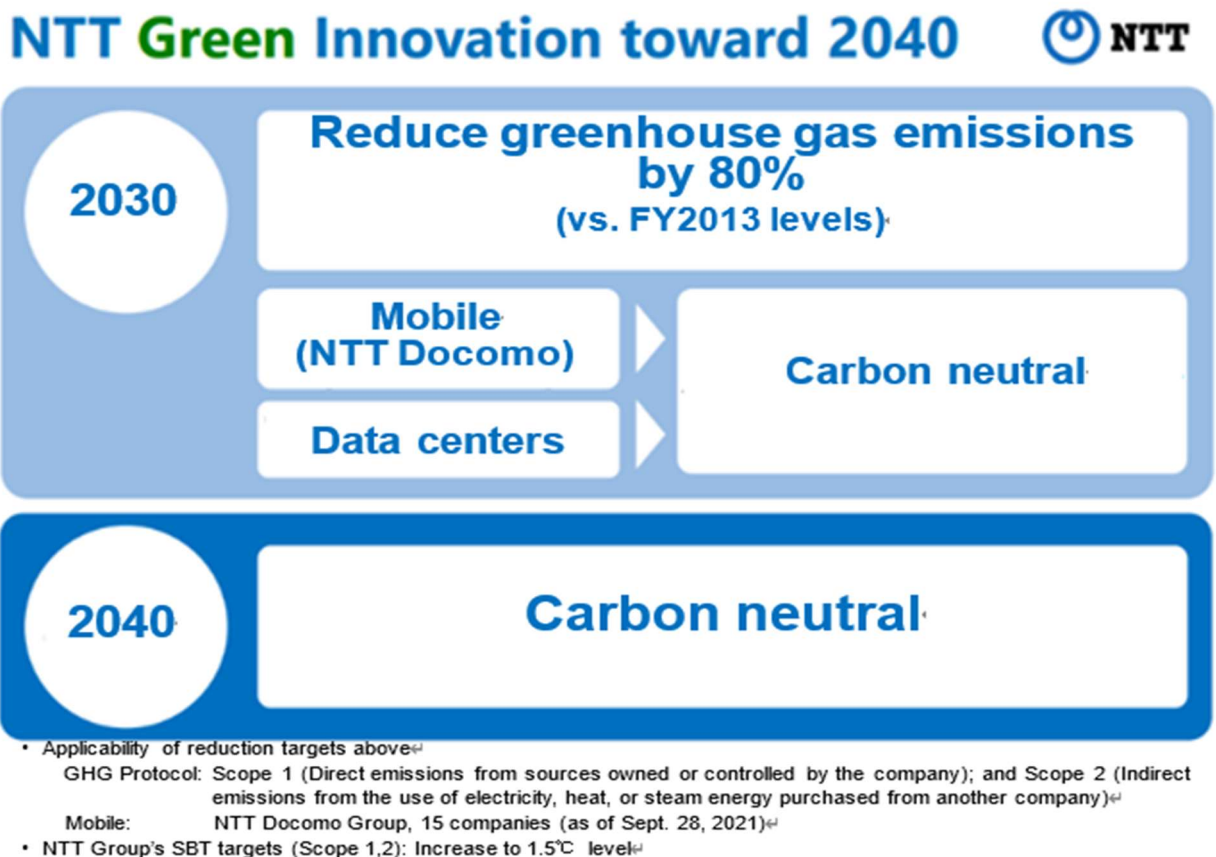 NTT Green Innovation toward 2040
NTT
2030
Reduce greenhouse gas emissions
by 80%
(vs. FY2013 levels)
Mobile
(NTT Docomo)
Data centers
Carbon neutral
2040
Carbon neutral
• Applicability of reduction targets above↵
GHG Protocol: Scope 1 (Direct emissions from sources owned or controlled by the company); and Scope 2 (Indirect
emissions from the use of electricity, heat, or steam energy purchased from another company)↵
Mobile: NTT Docomo Group, 15 companies (as of Sept. 28, 2021)↵
• NTT Group's SBT targets (Scope 1,2): Increase to 1.5℃ level↵